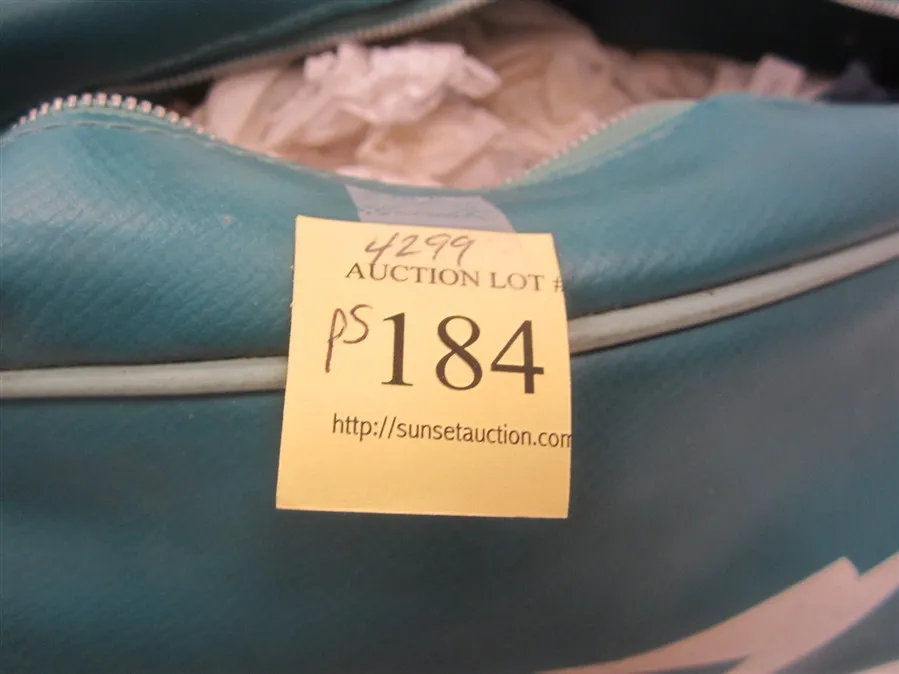 4299
AUCTION LOT #
ps 184
http://sunsetauction.com